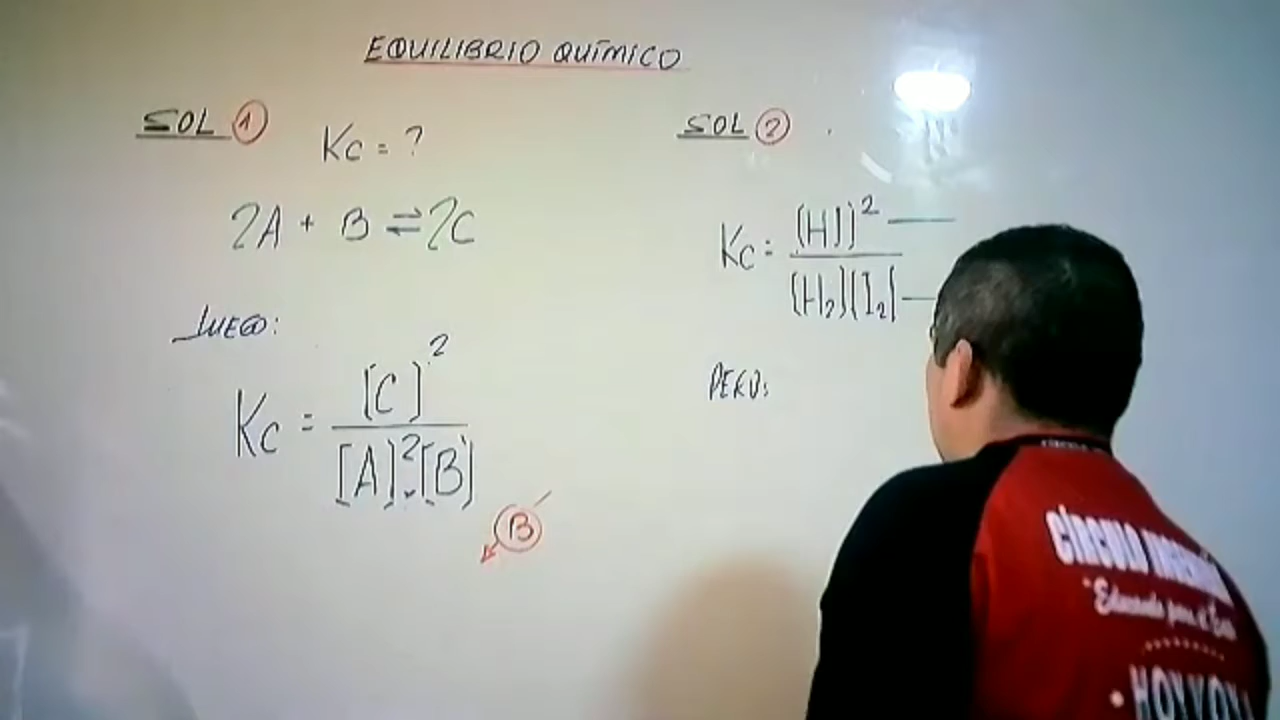 EQUILIBRIO QUÍMICO
SOL 1
Kc = ?
2A + B ⇌ 2C
LUEGO:
Kc = [C]²
[A]².[B]
B
SOL 2
Kc = [HI]²
[H₂][I₂]
PERO:
CÍRCULO
"Educando para el